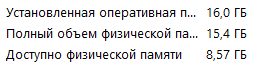 Установленная оперативная п... 16,0 ГБ
Полный объем физической па... 15,4 ГБ
Доступно физической памяти 8,57 ГБ